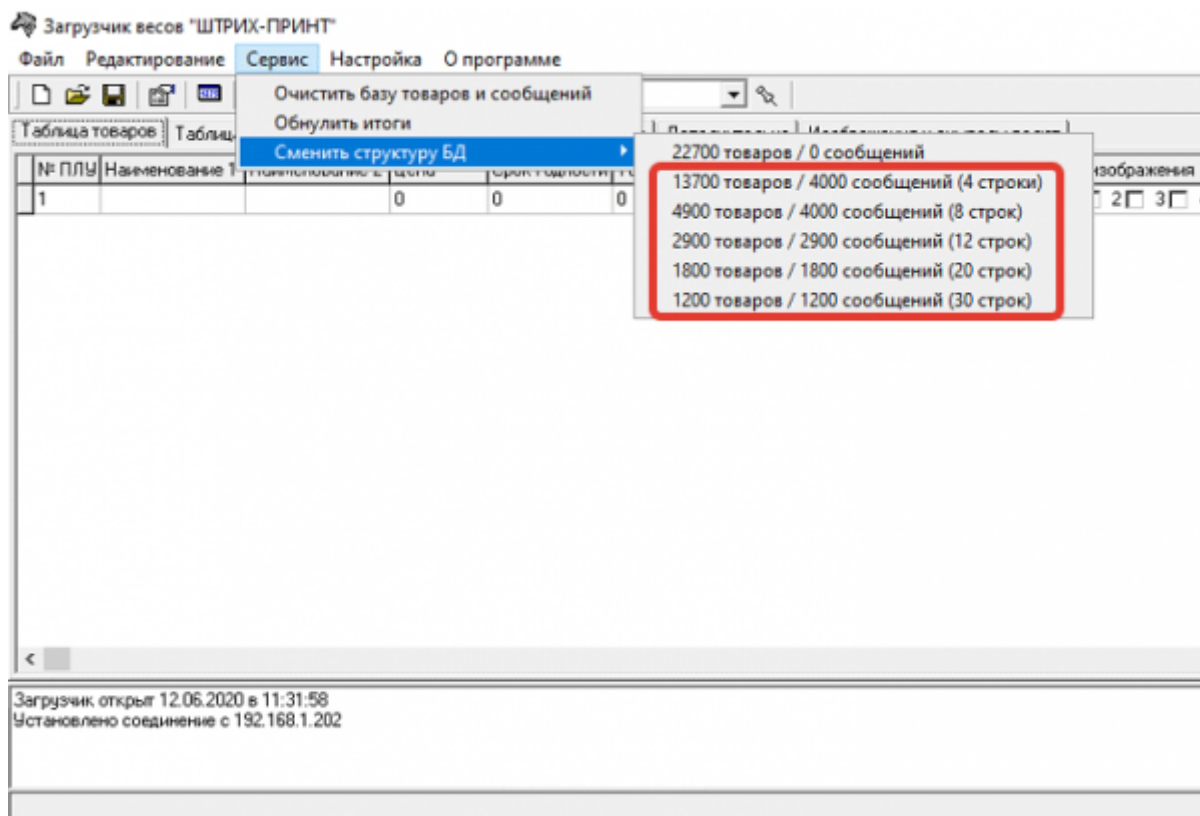 Загрузчик весов "ШТРИХ-ПРИНТ"
Файл Редактирование Сервис Настройка О программе
Очистить базу товаров и сообщений
Обнулить итоги
Сменить структуру БД
Таблица товаров
22700 товаров / 0 сообщений
13700 товаров / 4000 сообщений (4 строки)
4900 товаров / 4000 сообщений (8 строк)
2900 товаров / 2900 сообщений (12 строк)
1800 товаров / 1800 сообщений (20 строк)
1200 товаров / 1200 сообщений (30 строк)
№ ПЛУ Наименование 1
1 0 0 0 2 3
Загрузчик открыт 12.06.2020 в 11:31:58
Установлено соединение с 192.168.1.202